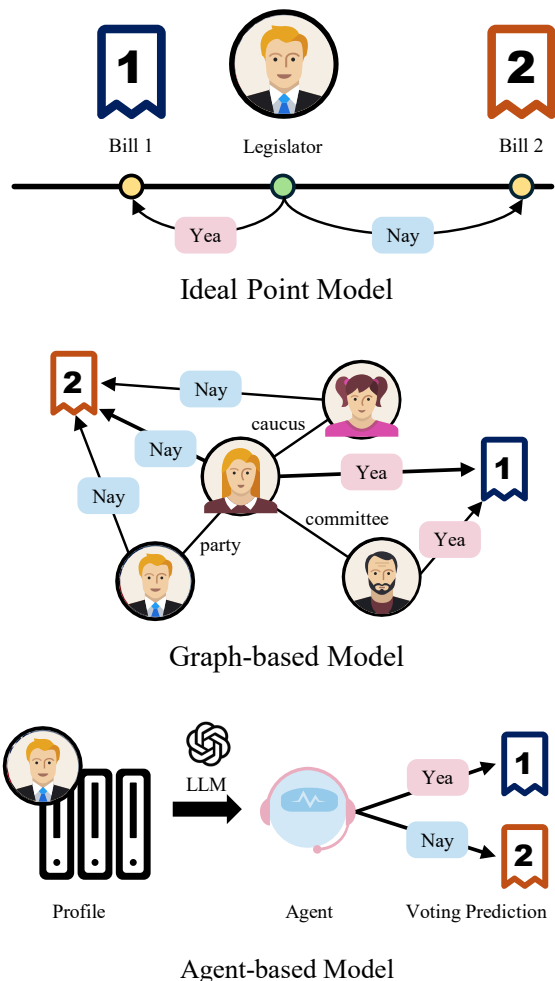 1
2
Bill 1
Legislator
Bill 2
Yea
Nay
Ideal Point Model
2
Nay
caucus
Nay
Yea
1
Nay
committee
Yea
party
Graph-based Model
LLM
Yea
1
Nay
2
Profile
Agent
Voting Prediction
Agent-based Model